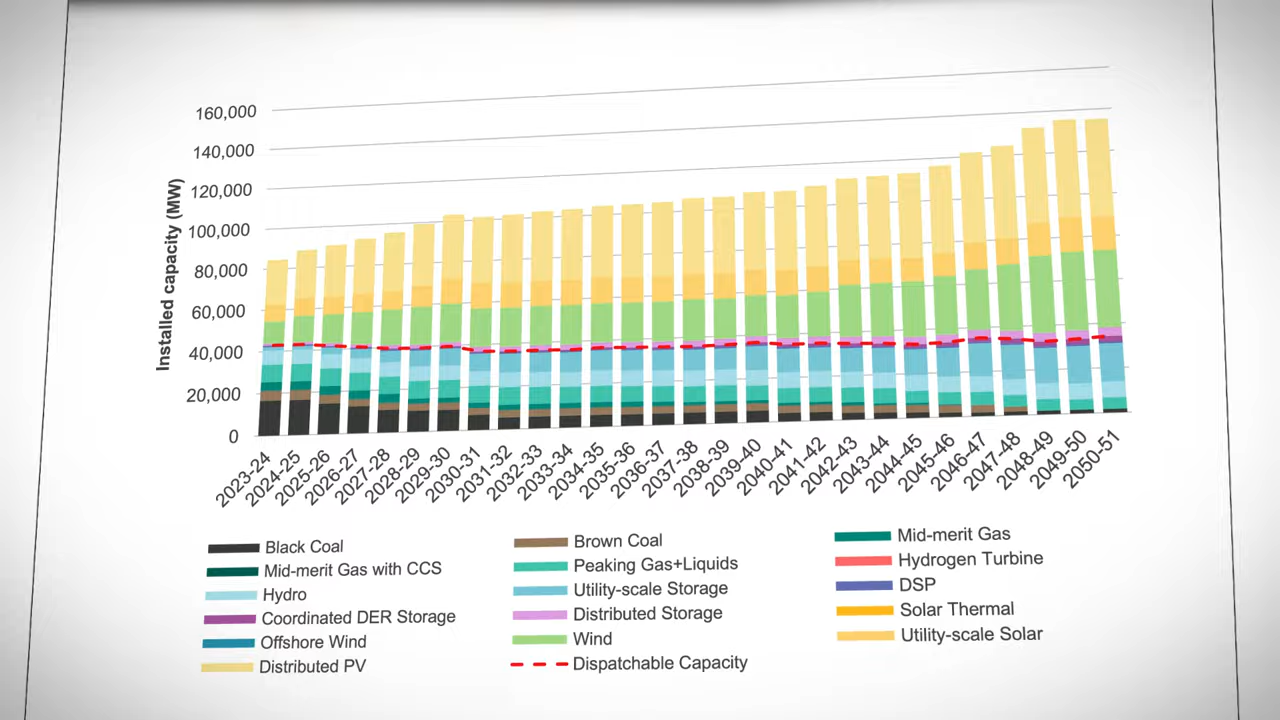 160,000
140,000
120,000
100,000
80,000
60,000
40,000
20,000
0
Installed capacity (MW)
2023-24
2024-25
2025-26
2026-27
2027-28
2028-29
2029-30
2030-31
2031-32
2032-33
2033-34
2034-35
2035-36
2036-37
2037-38
2038-39
2039-40
2040-41
2041-42
2042-43
2043-44
2044-45
2045-46
2046-47
2047-48
2048-49
2049-50
2050-51
Black Coal
Brown Coal
Mid-merit Gas
Mid-merit Gas with CCS
Peaking Gas+Liquids
Hydrogen Turbine
Hydro
Utility-scale Storage
DSP
Coordinated DER Storage
Distributed Storage
Solar Thermal
Offshore Wind
Wind
Utility-scale Solar
Distributed PV
Dispatchable Capacity